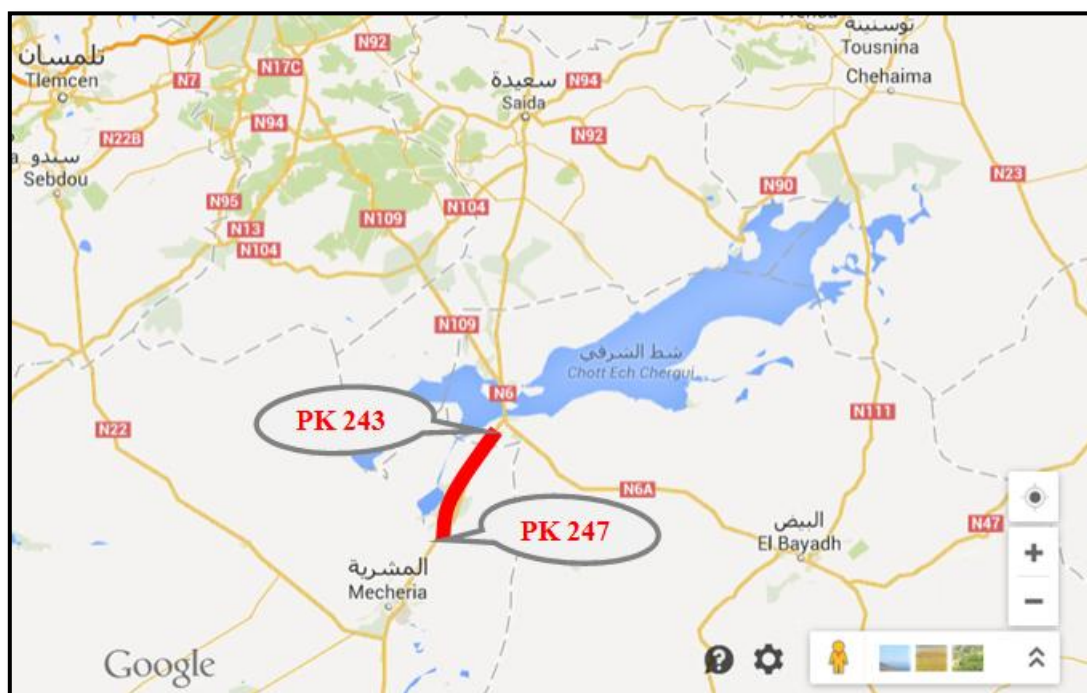 تلمسان
Tlemcen
N7
N17C
N92
سعيدة
Saida
N94
N92
توسنينة
Tousnina
Chehaima
N22B
N94
سبدو
Sebdou
N95
N13
N104
N109
N104
N90
N23
N109
شط الشرقي
Chott Ech Chergui
N6
PK 243
N22
N111
N6A
PK 247
البيض
El Bayadh
N47
المشرية
Mecheria
Google